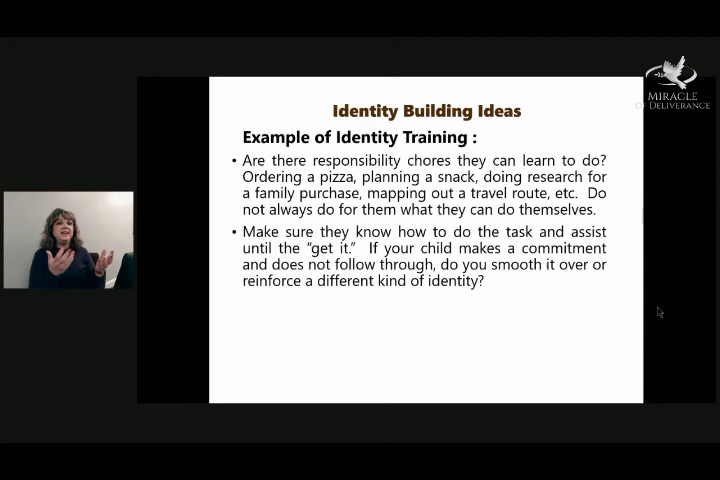 MIRACLE
OF DELIVERANCE
Identity Building Ideas
Example of Identity Training :
• Are there responsibility chores they can learn to do?
Ordering a pizza, planning a snack, doing research for
a family purchase, mapping out a travel route, etc. Do
not always do for them what they can do themselves.
• Make sure they know how to do the task and assist
until the “get it.” If your child makes a commitment
and does not follow through, do you smooth it over or
reinforce a different kind of identity?